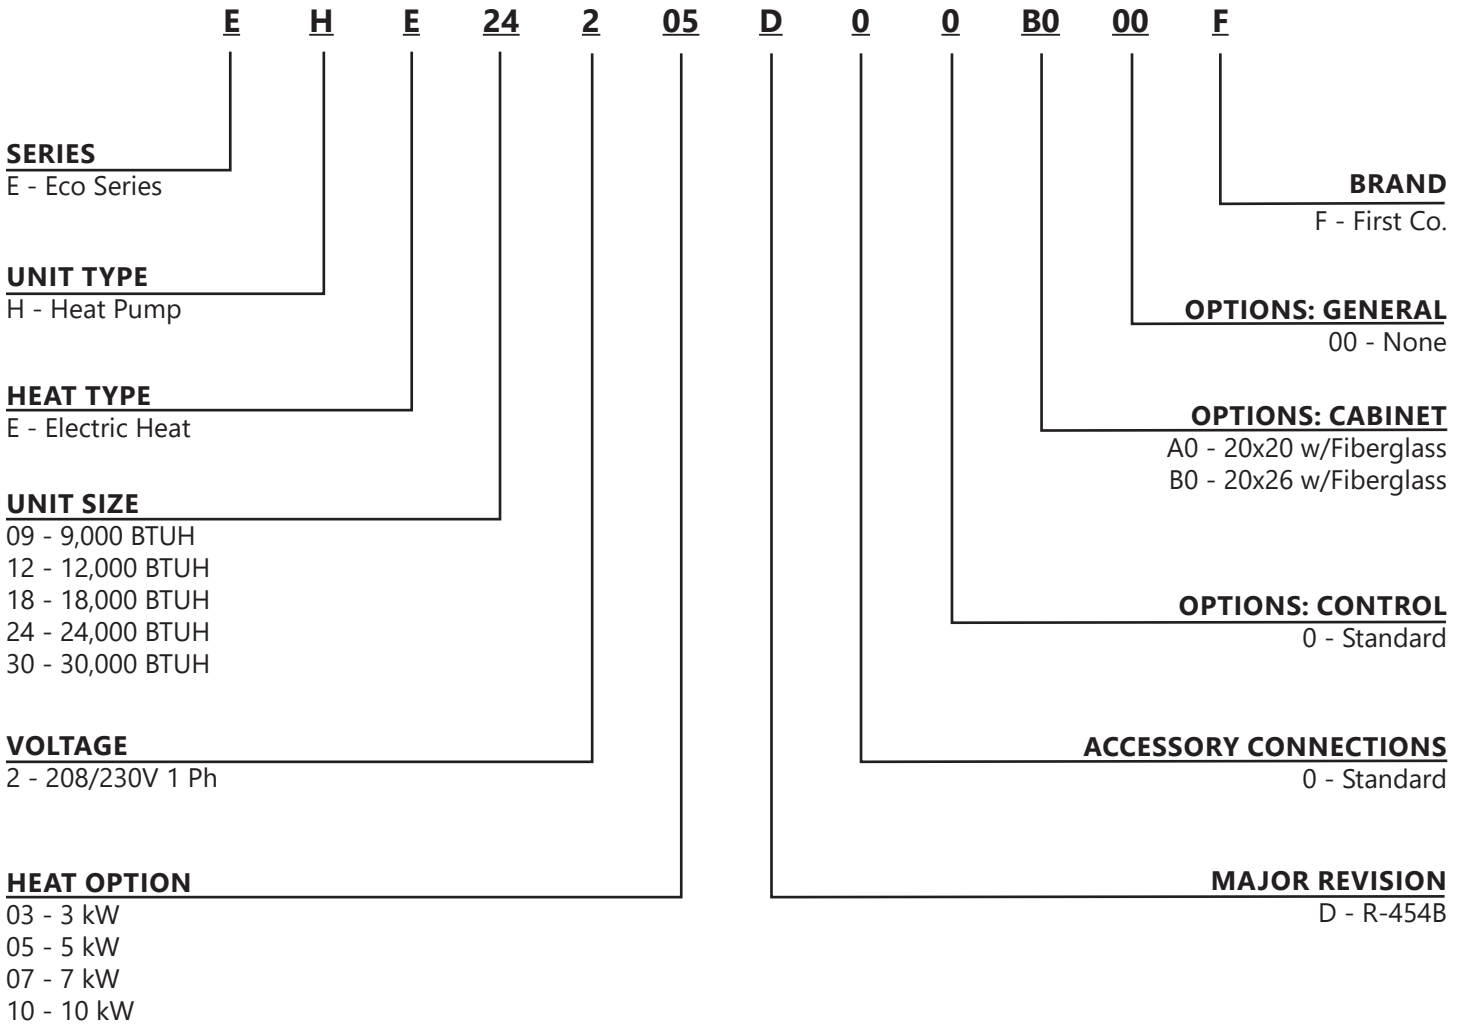 E H E 24 2 05 D 0 0 B0 00 F
SERIES
E - Eco Series
UNIT TYPE
H - Heat Pump
HEAT TYPE
E - Electric Heat
UNIT SIZE
09 - 9,000 BTUH
12 - 12,000 BTUH
18 - 18,000 BTUH
24 - 24,000 BTUH
30 - 30,000 BTUH
VOLTAGE
2 - 208/230V 1 Ph
HEAT OPTION
03 - 3 kW
05 - 5 kW
07 - 7 kW
10 - 10 kW
BRAND
F - First Co.
OPTIONS: GENERAL
00 - None
OPTIONS: CABINET
A0 - 20x20 w/Fiberglass
B0 - 20x26 w/Fiberglass
OPTIONS: CONTROL
0 - Standard
ACCESSORY CONNECTIONS
0 - Standard
MAJOR REVISION
D - R-454B